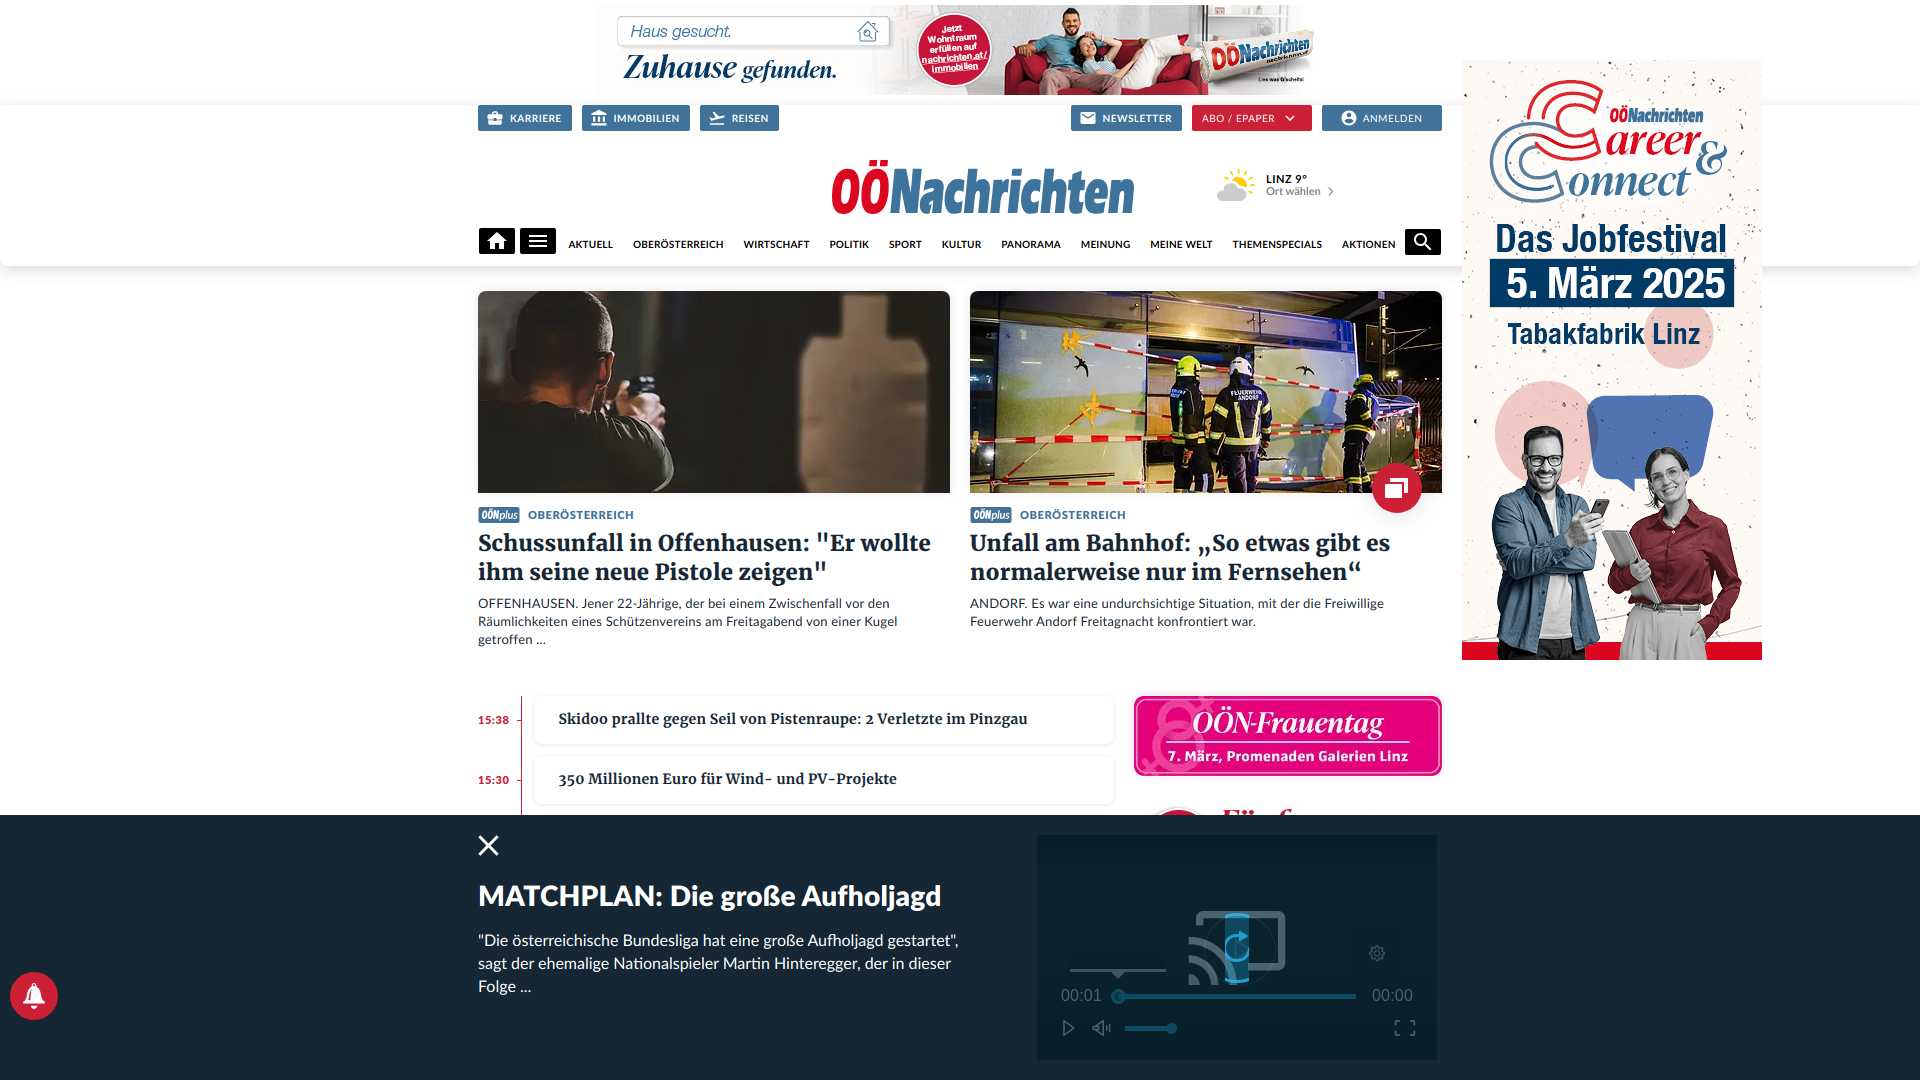 Haus gesucht.
Zuhause gefunden.
Jetzt
Wohntraum
erfüllen auf
nachrichten.at/
immobilien
OÖNachrichten
Lies was G'scheits!
KARRIERE
IMMOBILIEN
REISEN
NEWSLETTER
ABO / EPAPER
ANMELDEN
OÖNachrichten
LINZ 9°
Ort wählen
AKTUELL
OBERÖSTERREICH
WIRTSCHAFT
POLITIK
SPORT
KULTUR
PANORAMA
MEINUNG
MEINE WELT
THEMENSPECIALS
AKTIONEN
OÖNachrichten
Career &
Connect
Das Jobfestival
5. März 2025
Tabakfabrik Linz
FEUERWEHR
ANDORF
OÖNplus OBERÖSTERREICH
Schussunfall in Offenhausen: "Er wollte
ihm seine neue Pistole zeigen"
OFFENHAUSEN. Jener 22-Jährige, der bei einem Zwischenfall vor den
Räumlichkeiten eines Schützenvereins am Freitagabend von einer Kugel
getroffen ...
OÖNplus OBERÖSTERREICH
Unfall am Bahnhof: „So etwas gibt es
normalerweise nur im Fernsehen“
ANDORF. Es war eine undurchsichtige Situation, mit der die Freiwillige
Feuerwehr Andorf Freitagnacht konfrontiert war.
15:38
Skidoo prallte gegen Seil von Pistenraupe: 2 Verletzte im Pinzgau
15:30
350 Millionen Euro für Wind- und PV-Projekte
OÖN-Frauentag
7. März, Promenaden Galerien Linz
MATCHPLAN: Die große Aufholjagd
"Die österreichische Bundesliga hat eine große Aufholjagd gestartet",
sagt der ehemalige Nationalspieler Martin Hinteregger, der in dieser
Folge ...
00:01
00:00